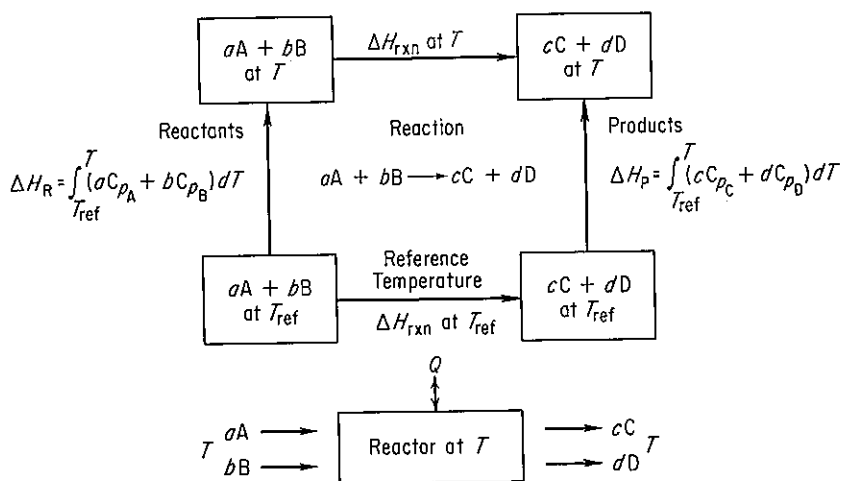 aA + bB
at T
ΔH_rxn at T
cC + dD
at T
Reactants
Reaction
Products
ΔH_R = ∫_{T_ref}^{T} (aC_{p_A} + bC_{p_B}) dT
aA + bB ⟶ cC + dD
ΔH_P = ∫_{T_ref}^{T} (cC_{p_C} + dC_{p_D}) dT
aA + bB
at T_ref
Reference
Temperature
ΔH_rxn at T_ref
cC + dD
at T_ref
Q
T
aA
bB
Reactor at T
cC
dD
T